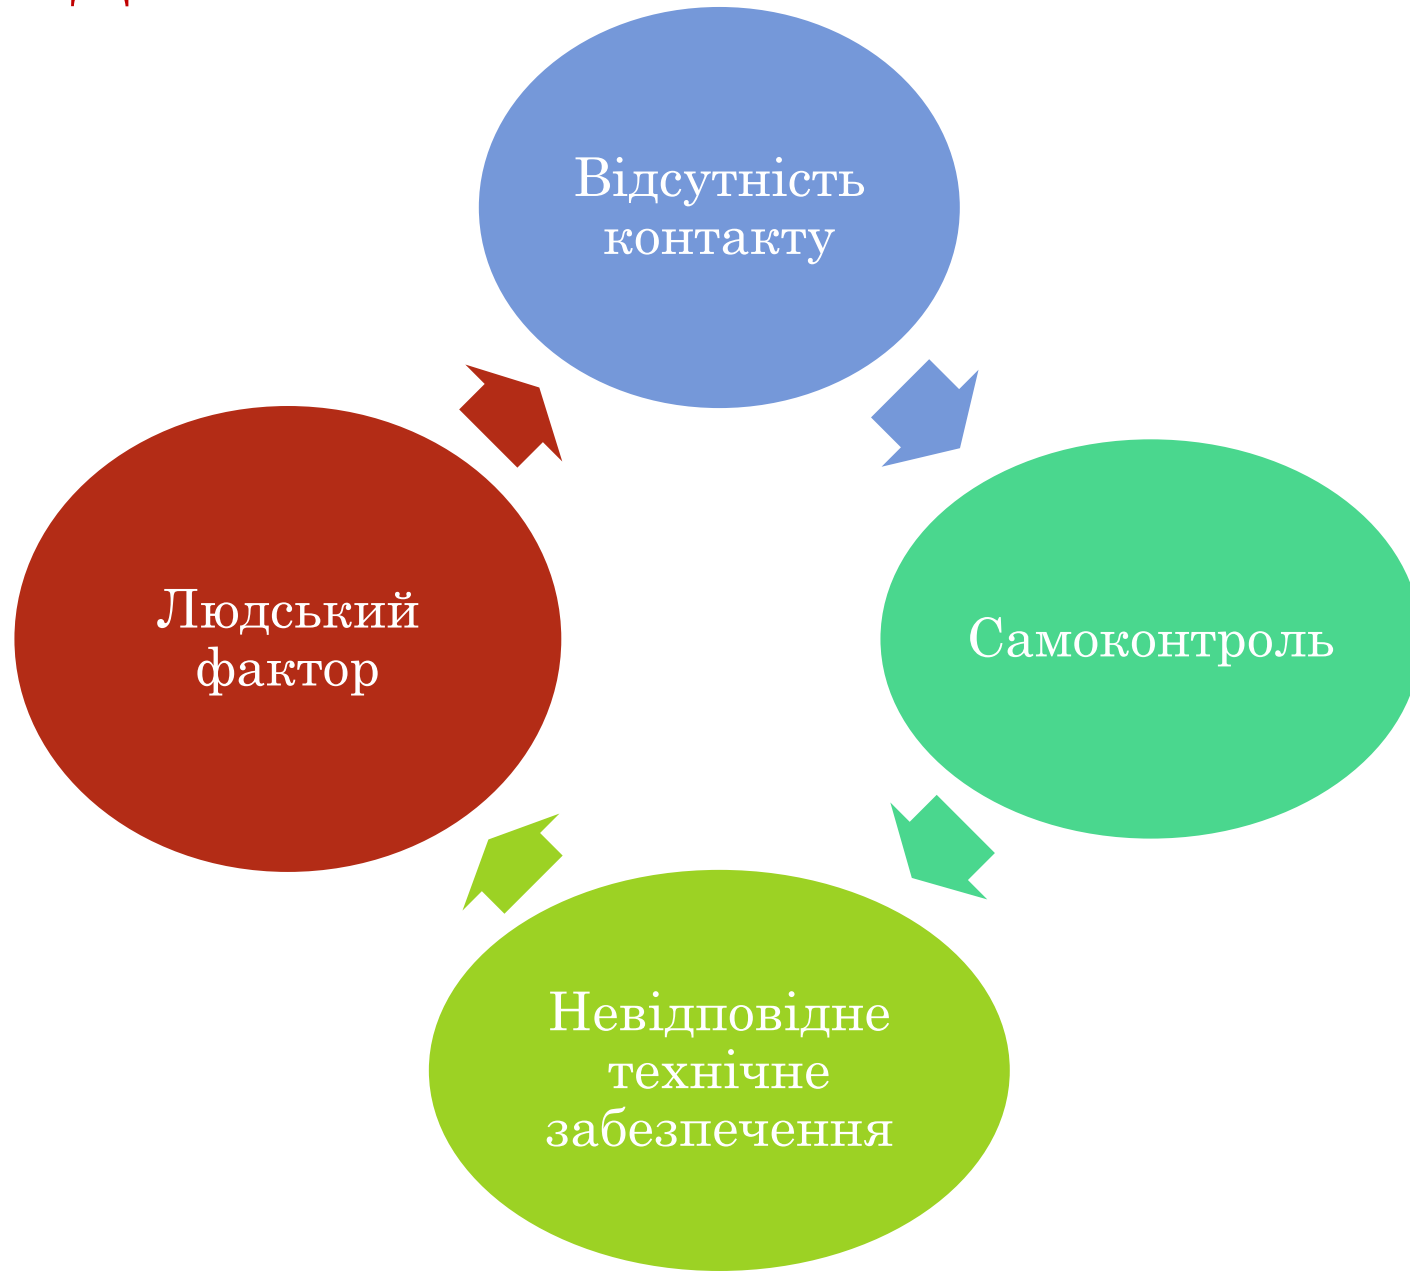 Відсутність
контакту
Людський
фактор
Самоконтроль
Невідповідне
технічне
забезпечення